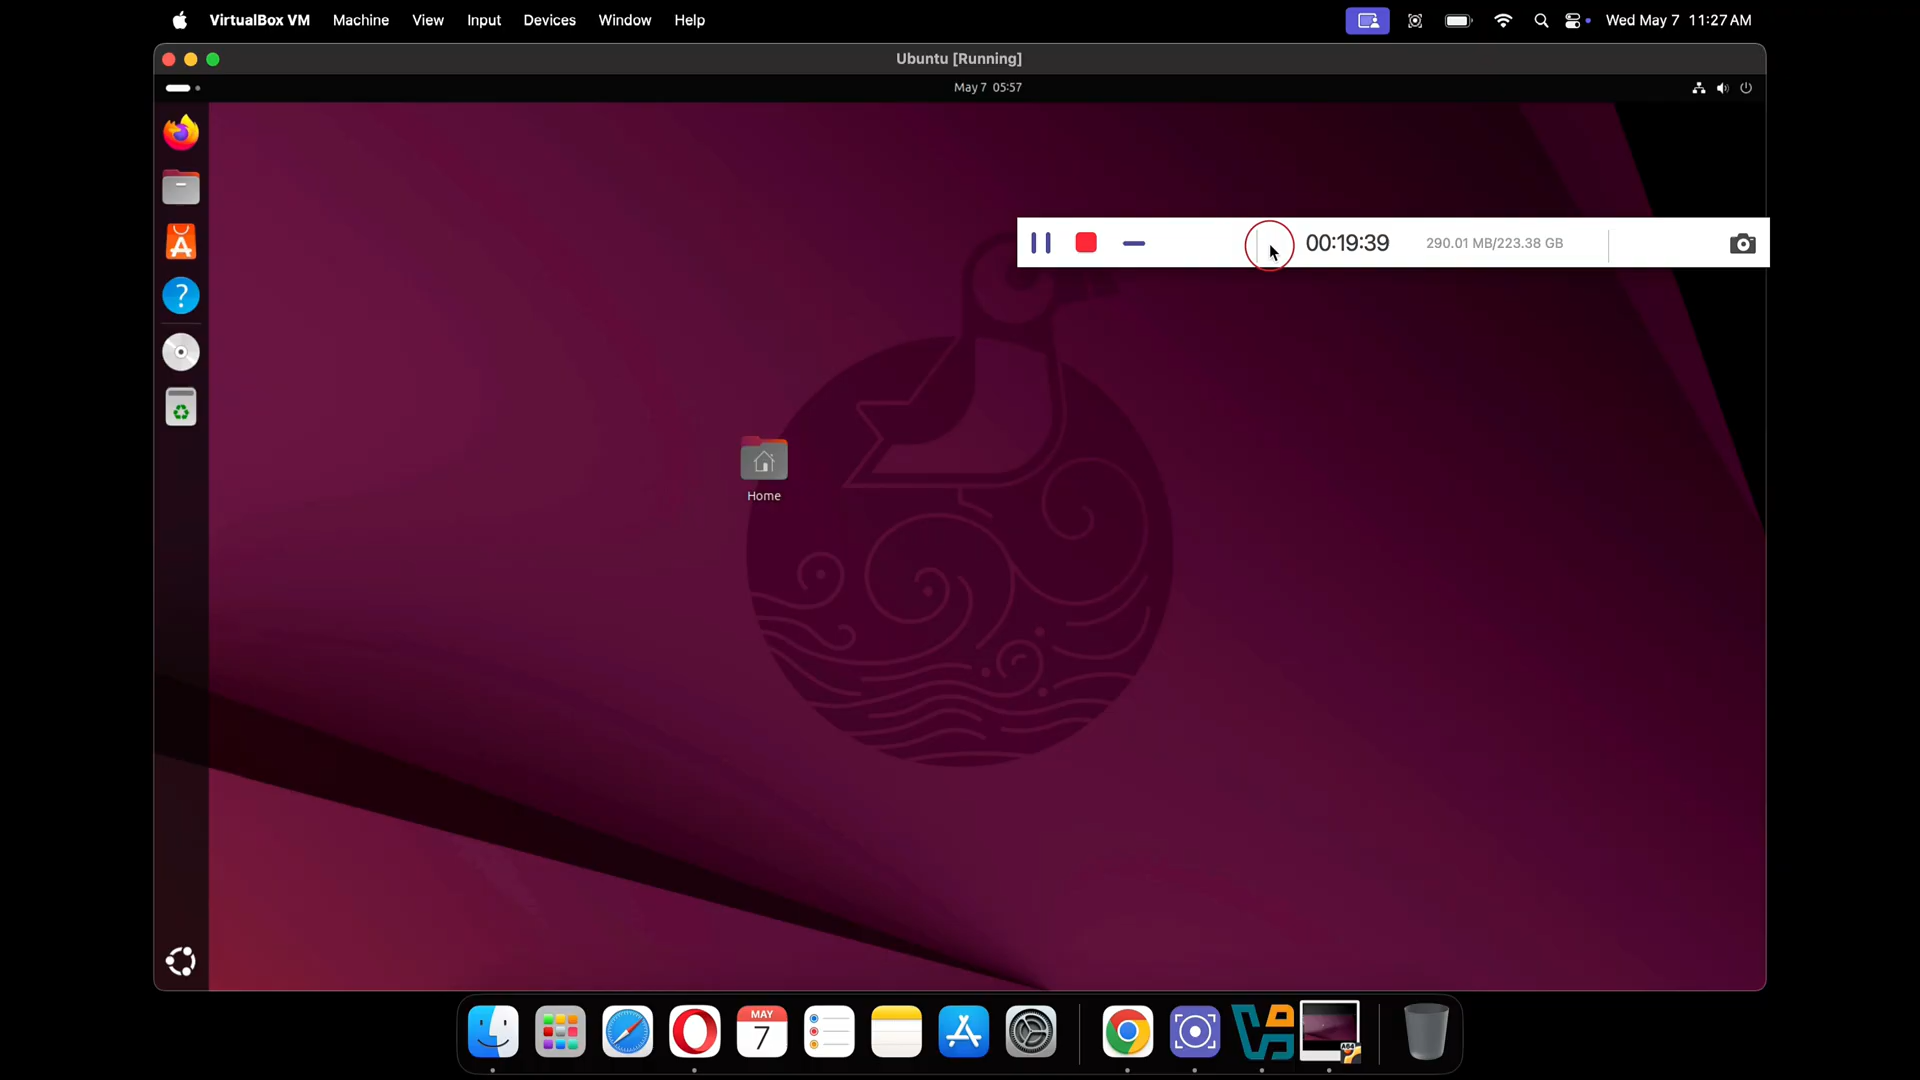 VirtualBox VM Machine View Input Devices Window Help Wed May 7 11:27 AM
Ubuntu [Running]
May 7 05:57
00:19:39 290.01 MB/223.38 GB
Home
MAY
7